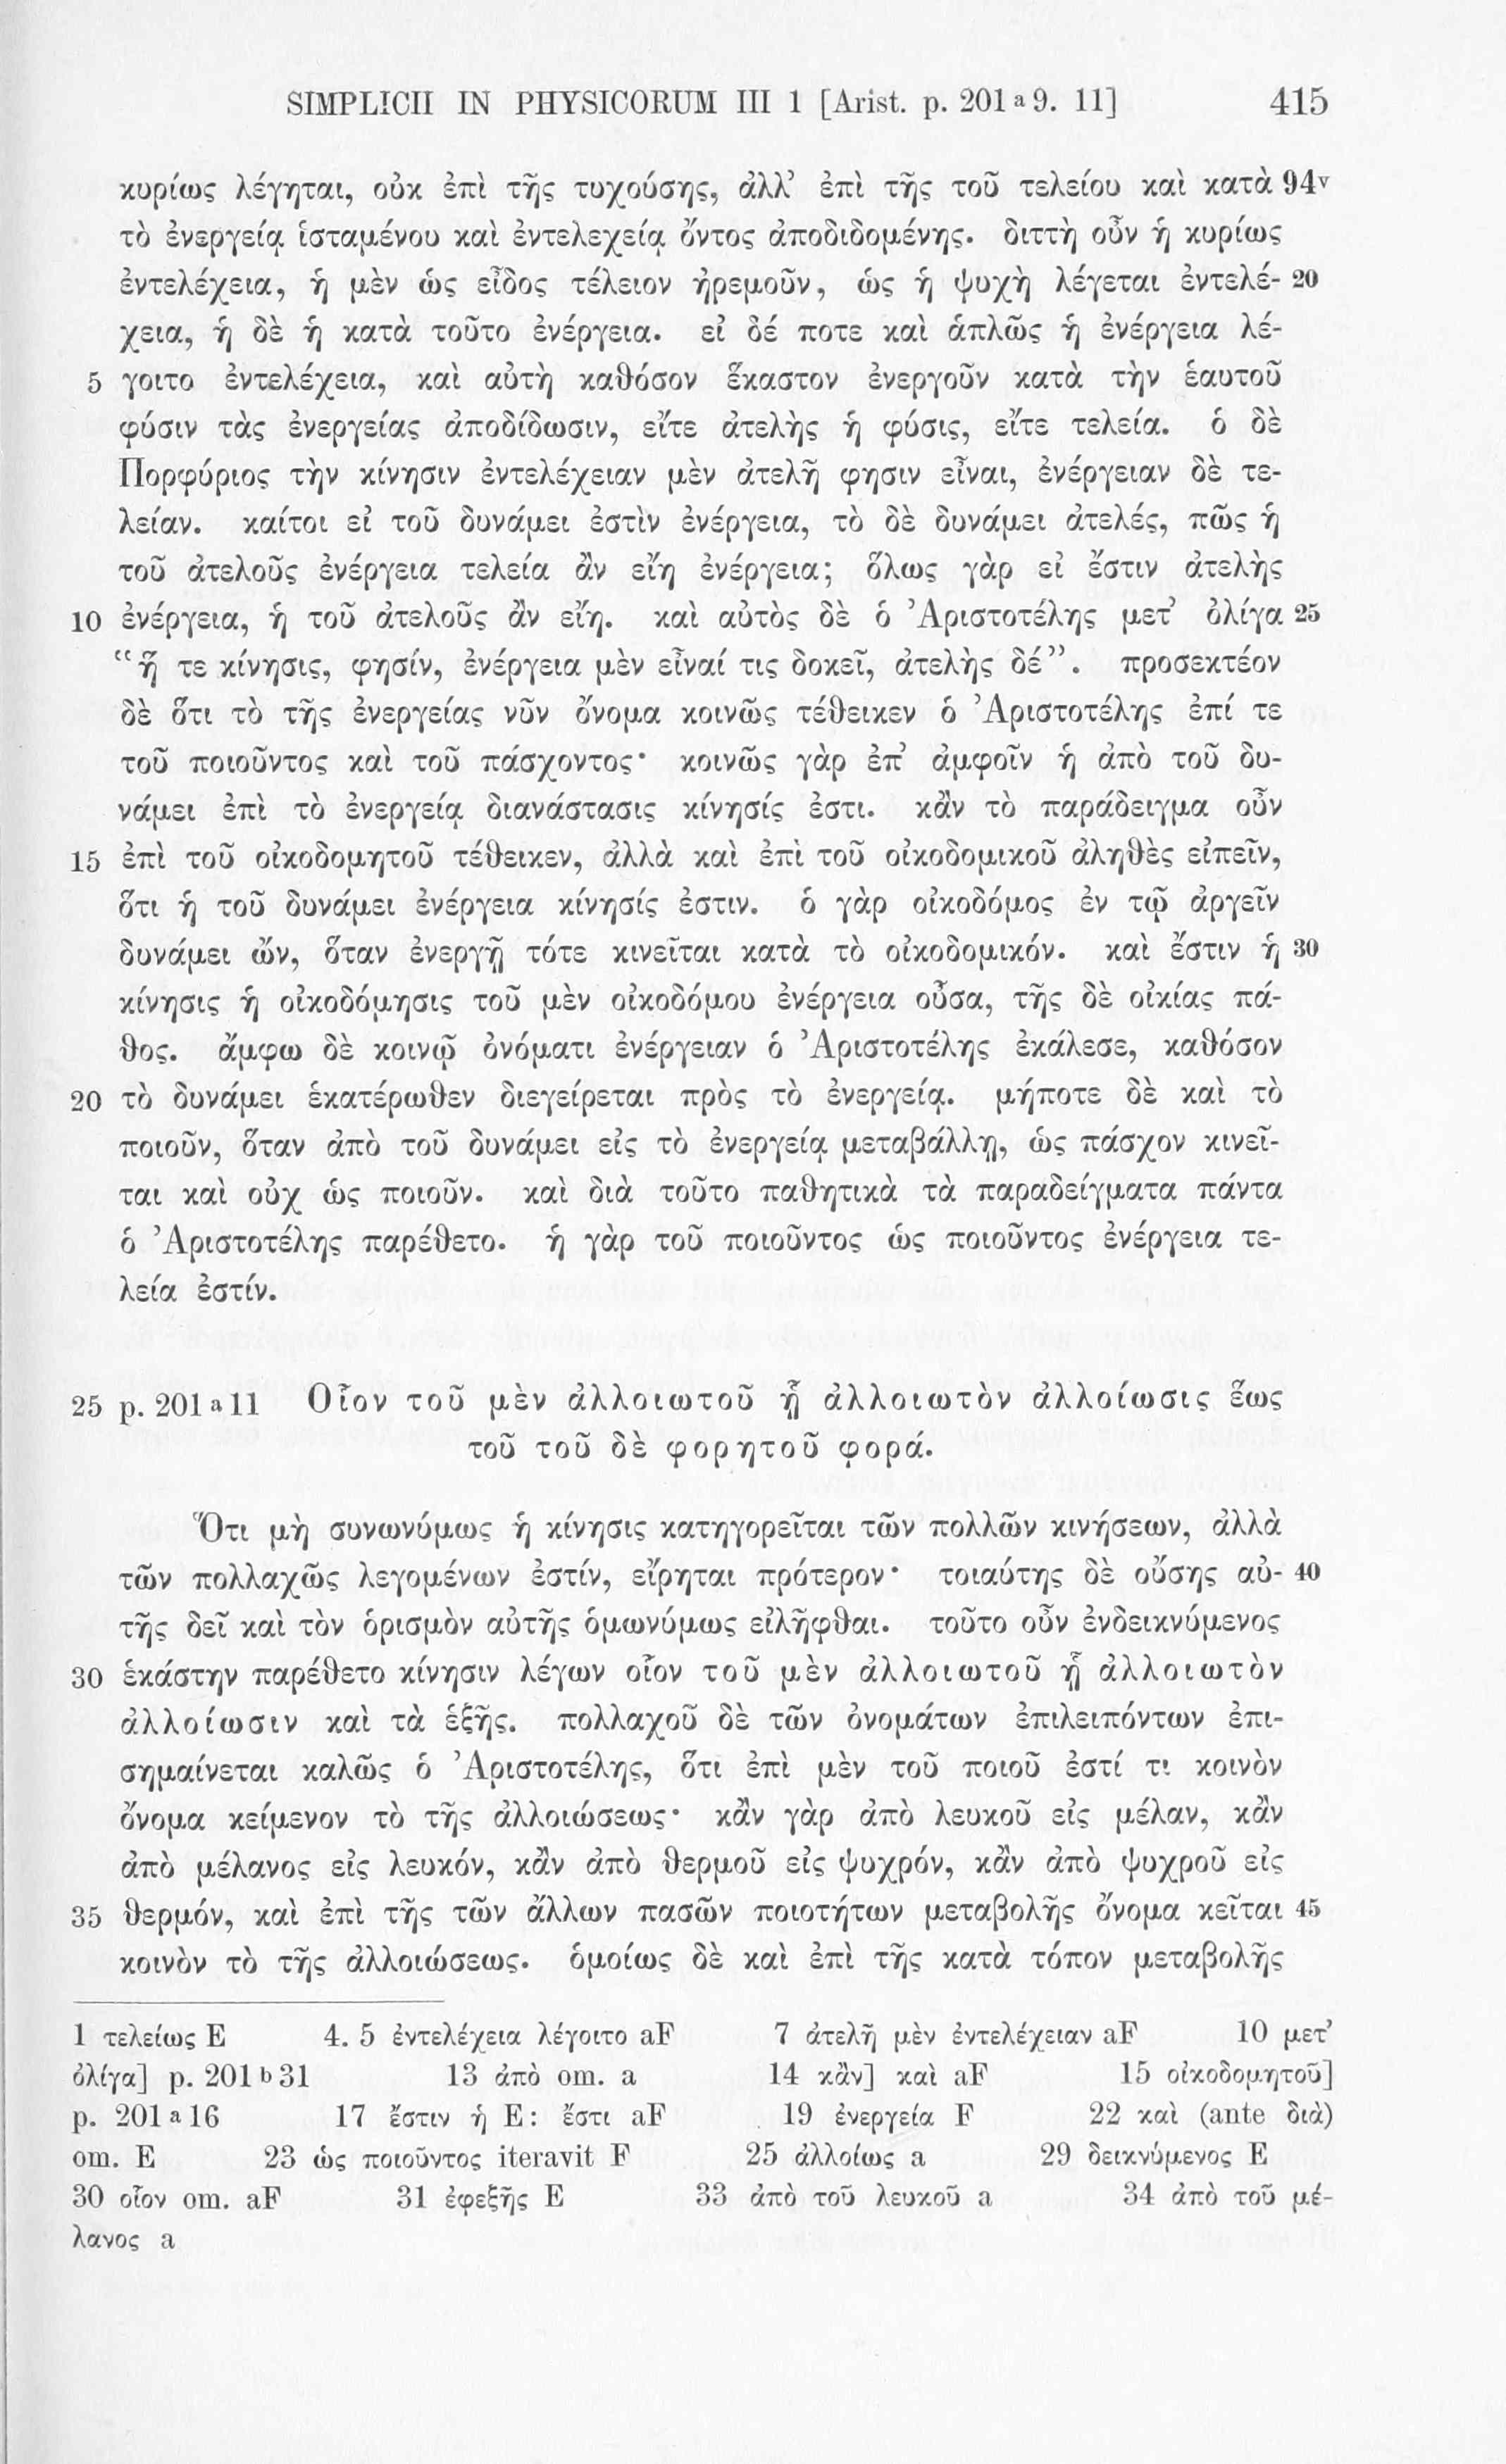 SIMPLICII IN PHYSICORUM III 1 [Arist. p. 201 a 9. 11] 415
κυρίως λέγηται, οὐκ ἐπὶ τῆς τυχούσης, ἀλλ’ ἐπὶ τῆς τοῦ τελείου καὶ κατὰ 94v
τὸ ἐνεργείᾳ ἱσταμένου καὶ ἐντελεχείᾳ ὄντος ἀποδιδομένης. διττὴ οὖν ἡ κυρίως
ἐντελέχεια, ἡ μὲν ὡς εἶδος τέλειον ἠρεμοῦν, ὡς ἡ ψυχὴ λέγεται ἐντελέ- 20
χεια, ἡ δὲ ἡ κατὰ τοῦτο ἐνέργεια. εἰ δέ ποτε καὶ ἁπλῶς ἡ ἐνέργεια λέ-
5 γοιτο ἐντελέχεια, καὶ αὐτὴ καθόσον ἕκαστον ἐνεργοῦν κατὰ τὴν ἑαυτοῦ
φύσιν τὰς ἐνεργείας ἀποδίδωσιν, εἴτε ἀτελὴς ἡ φύσις, εἴτε τελεία. ὁ δὲ
Πορφύριος τὴν κίνησιν ἐντελέχειαν μὲν ἀτελῆ φησιν εἶναι, ἐνέργειαν δὲ τε-
λείαν. καίτοι εἰ τοῦ δυνάμει ἐστὶν ἐνέργεια, τὸ δὲ δυνάμει ἀτελές, πῶς ἡ
τοῦ ἀτελοῦς ἐνέργεια τελεία ἂν εἴη ἐνέργεια; ὅλως γὰρ εἰ ἔστιν ἀτελὴς
10 ἐνέργεια, ἡ τοῦ ἀτελοῦς ἂν εἴη. καὶ αὐτὸς δὲ ὁ Ἀριστοτέλης μετ’ ὀλίγα 25
“ἥ τε κίνησις, φησίν, ἐνέργεια μὲν εἶναί τις δοκεῖ, ἀτελὴς δέ”. προσεκτέον
δὲ ὅτι τὸ τῆς ἐνεργείας νῦν ὄνομα κοινῶς τέθεικεν ὁ Ἀριστοτέλης ἐπί τε
τοῦ ποιοῦντος καὶ τοῦ πάσχοντος· κοινῶς γὰρ ἐπ’ ἀμφοῖν ἡ ἀπὸ τοῦ δυ-
νάμει ἐπὶ τὸ ἐνεργείᾳ διανάστασις κίνησίς ἐστι. κἂν τὸ παράδειγμα οὖν
15 ἐπὶ τοῦ οἰκοδομητοῦ τέθεικεν, ἀλλὰ καὶ ἐπὶ τοῦ οἰκοδομικοῦ ἀληθὲς εἰπεῖν,
ὅτι ἡ τοῦ δυνάμει ἐνέργεια κίνησίς ἐστιν. ὁ γὰρ οἰκοδόμος ἐν τῷ ἀργεῖν
δυνάμει ὤν, ὅταν ἐνεργῇ τότε κινεῖται κατὰ τὸ οἰκοδομικόν. καὶ ἔστιν ἡ 30
κίνησις ἡ οἰκοδόμησις τοῦ μὲν οἰκοδόμου ἐνέργεια οὖσα, τῆς δὲ οἰκίας πά-
θος. ἄμφω δὲ κοινῷ ὀνόματι ἐνέργειαν ὁ Ἀριστοτέλης ἐκάλεσε, καθόσον
20 τὸ δυνάμει ἑκατέρωθεν διεγείρεται πρὸς τὸ ἐνεργείᾳ. μήποτε δὲ καὶ τὸ
ποιοῦν, ὅταν ἀπὸ τοῦ δυνάμει εἰς τὸ ἐνεργείᾳ μεταβάλλῃ, ὡς πάσχον κινεῖ-
ται καὶ οὐχ ὡς ποιοῦν. καὶ διὰ τοῦτο παθητικὰ τὰ παραδείγματα πάντα
ὁ Ἀριστοτέλης παρέθετο. ἡ γὰρ τοῦ ποιοῦντος ὡς ποιοῦντος ἐνέργεια τε-
λεία ἐστίν.
25 p. 201 a 11 Οἷον τοῦ μὲν ἀλλοιωτοῦ ᾗ ἀλλοιωτὸν ἀλλοίωσις ἕως
τοῦ τοῦ δὲ φορητοῦ φορά.
Ὅτι μὴ συνωνύμως ἡ κίνησις κατηγορεῖται τῶν πολλῶν κινήσεων, ἀλλὰ
τῶν πολλαχῶς λεγομένων ἐστίν, εἴρηται πρότερον· τοιαύτης δὲ οὔσης αὐ- 40
τῆς δεῖ καὶ τὸν ὁρισμὸν αὐτῆς ὁμωνύμως εἰλῆφθαι. τοῦτο οὖν ἐνδεικνύμενος
30 ἑκάστην παρέθετο κίνησιν λέγων οἷον τοῦ μὲν ἀλλοιωτοῦ ᾗ ἀλλοιωτὸν
ἀλλοίωσιν καὶ τὰ ἑξῆς. πολλαχοῦ δὲ τῶν ὀνομάτων ἐπιλειπόντων ἐπι-
σημαίνεται καλῶς ὁ Ἀριστοτέλης, ὅτι ἐπὶ μὲν τοῦ ποιοῦ ἐστί τι κοινὸν
ὄνομα κείμενον τὸ τῆς ἀλλοιώσεως· κἂν γὰρ ἀπὸ λευκοῦ εἰς μέλαν, κἂν
ἀπὸ μέλανος εἰς λευκόν, κἂν ἀπὸ θερμοῦ εἰς ψυχρόν, κἂν ἀπὸ ψυχροῦ εἰς
35 θερμόν, καὶ ἐπὶ τῆς τῶν ἄλλων πασῶν ποιοτήτων μεταβολῆς ὄνομα κεῖται 45
κοινὸν τὸ τῆς ἀλλοιώσεως. ὁμοίως δὲ καὶ ἐπὶ τῆς κατὰ τόπον μεταβολῆς
1 τελείως E 4. 5 ἐντελέχεια λέγοιτο aF 7 ἀτελῆ μὲν ἐντελέχειαν aF 10 μετ’
ὀλίγα] p. 201 b 31 13 ἀπὸ om. a 14 κἂν] καὶ aF 15 οἰκοδομητοῦ]
p. 201 a 16 17 ἔστιν ἡ E: ἔστι aF 19 ἐνεργεία F 22 καὶ (ante διὰ)
om. E 23 ὡς ποιοῦντος iteravit F 25 ἀλλοίως a 29 δεικνύμενος E
30 οἷον om. aF 31 ἐφεξῆς E 33 ἀπὸ τοῦ λευκοῦ a 34 ἀπὸ τοῦ μέ-
λανος a